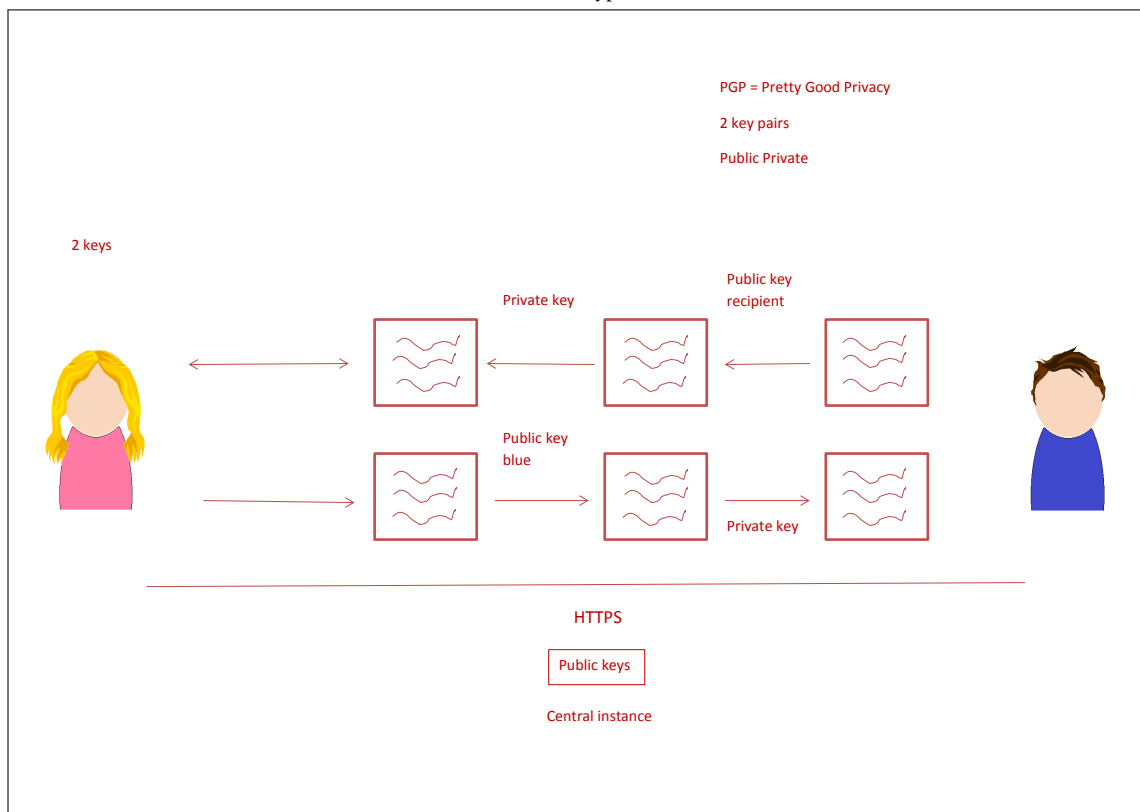 PGP = Pretty Good Privacy
2 key pairs
Public Private
2 keys
Public key
recipient
Private key
Public key
blue
Private key
HTTPS
Public keys
Central instance